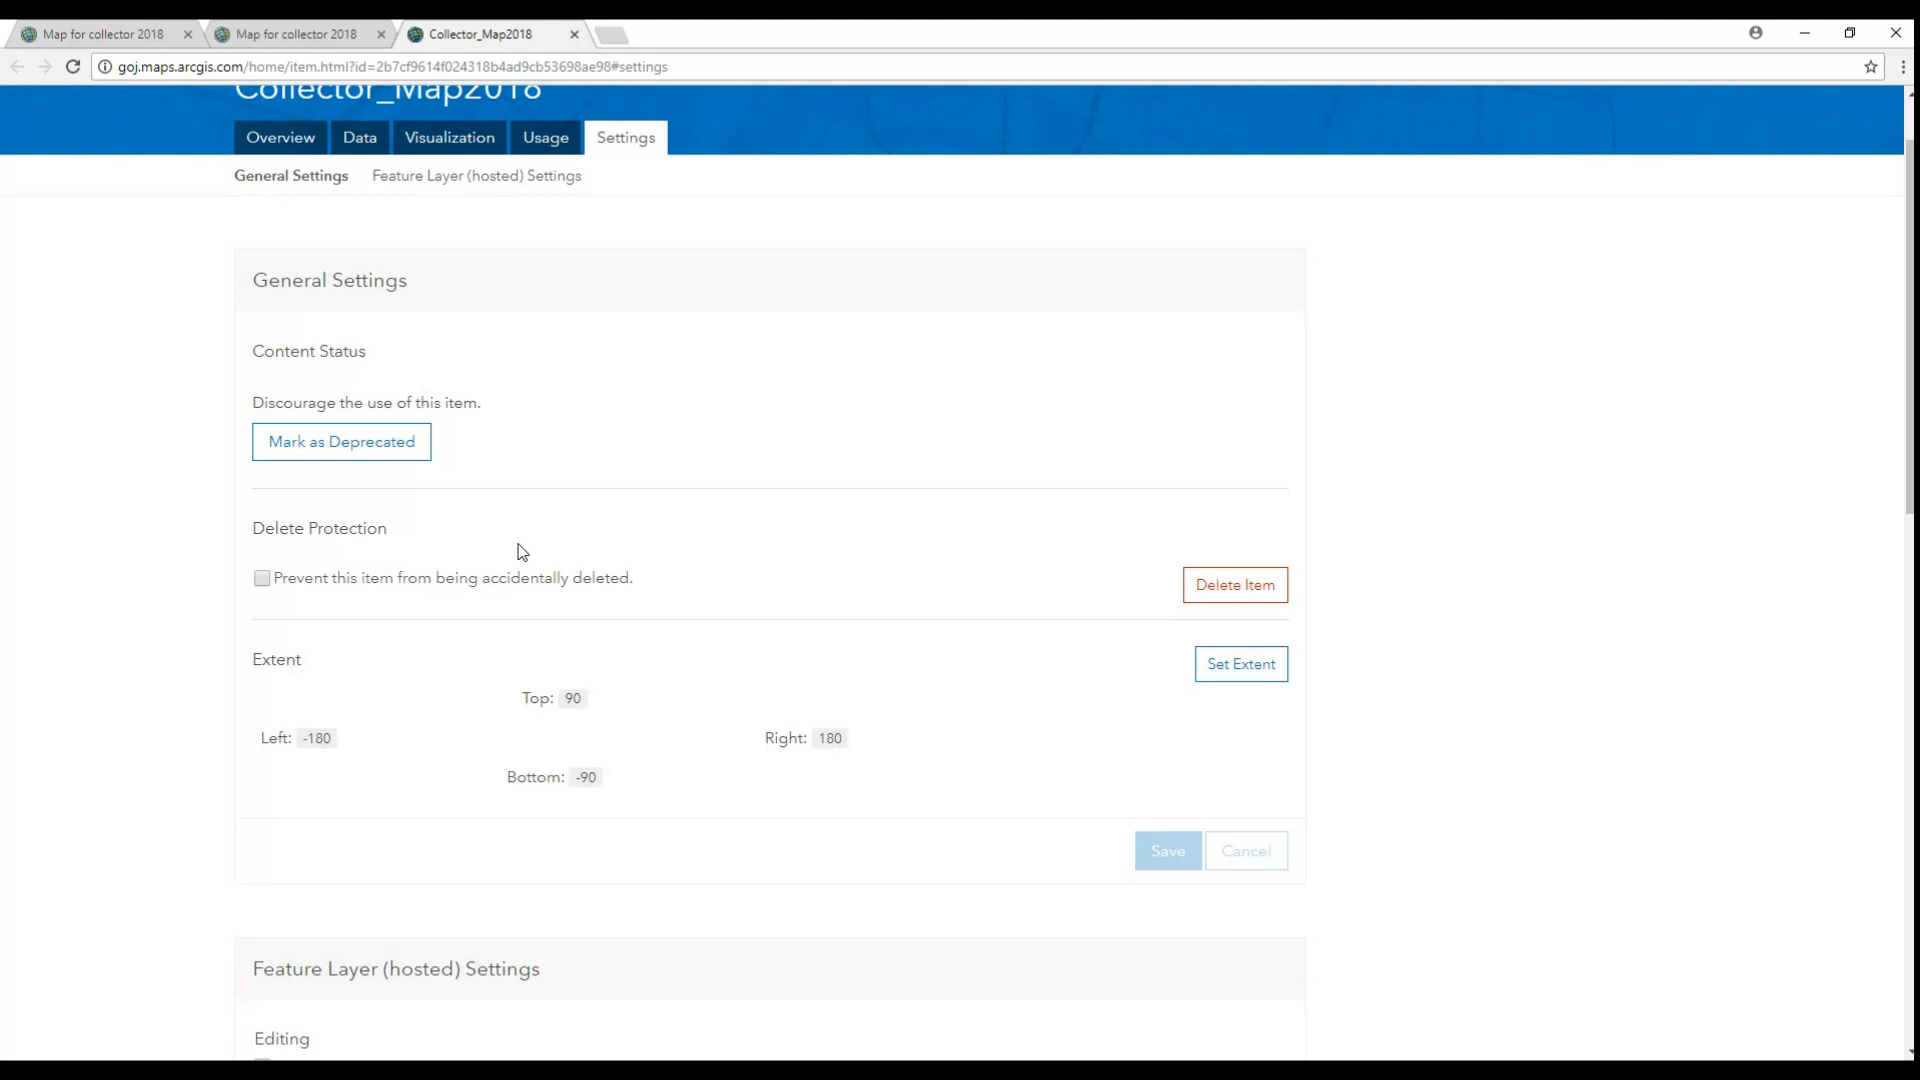 Map for collector 2018
Map for collector 2018
Collector_Map2018
goj.maps.arcgis.com/home/item.html?id=2b7cf9614f024318b4ad9cb53698ae98#settings
Collector_Map2018
Overview
Data
Visualization
Usage
Settings
General Settings
Feature Layer (hosted) Settings
General Settings
Content Status
Discourage the use of this item.
Mark as Deprecated
Delete Protection
Prevent this item from being accidentally deleted.
Delete Item
Extent
Set Extent
Top: 90
Left: -180
Right: 180
Bottom: -90
Save
Cancel
Feature Layer (hosted) Settings
Editing